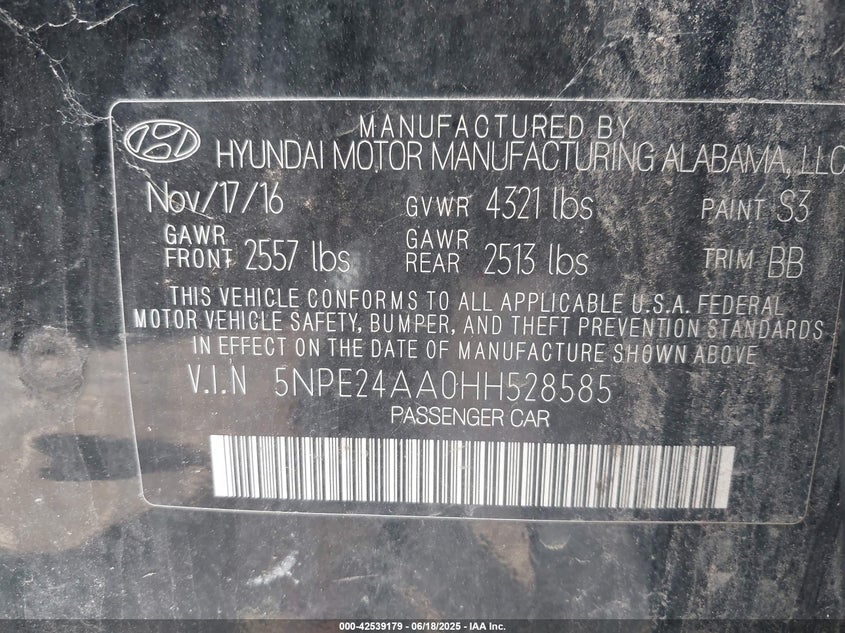 MANUFACTURED BY
HYUNDAI MOTOR MANUFACTURING ALABAMA, LLC
Nov/17/16 GVWR 4321 lbs PAINT S3
GAWR FRONT 2557 lbs GAWR REAR 2513 lbs TRIM BB
THIS VEHICLE CONFORMS TO ALL APPLICABLE U.S.A. FEDERAL
MOTOR VEHICLE SAFETY, BUMPER, AND THEFT PREVENTION STANDARDS
IN EFFECT ON THE DATE OF MANUFACTURE SHOWN ABOVE
V.I.N 5NPE24AA0HH528585
PASSENGER CAR
000-42539179 - 06/18/2025 - IAA Inc.